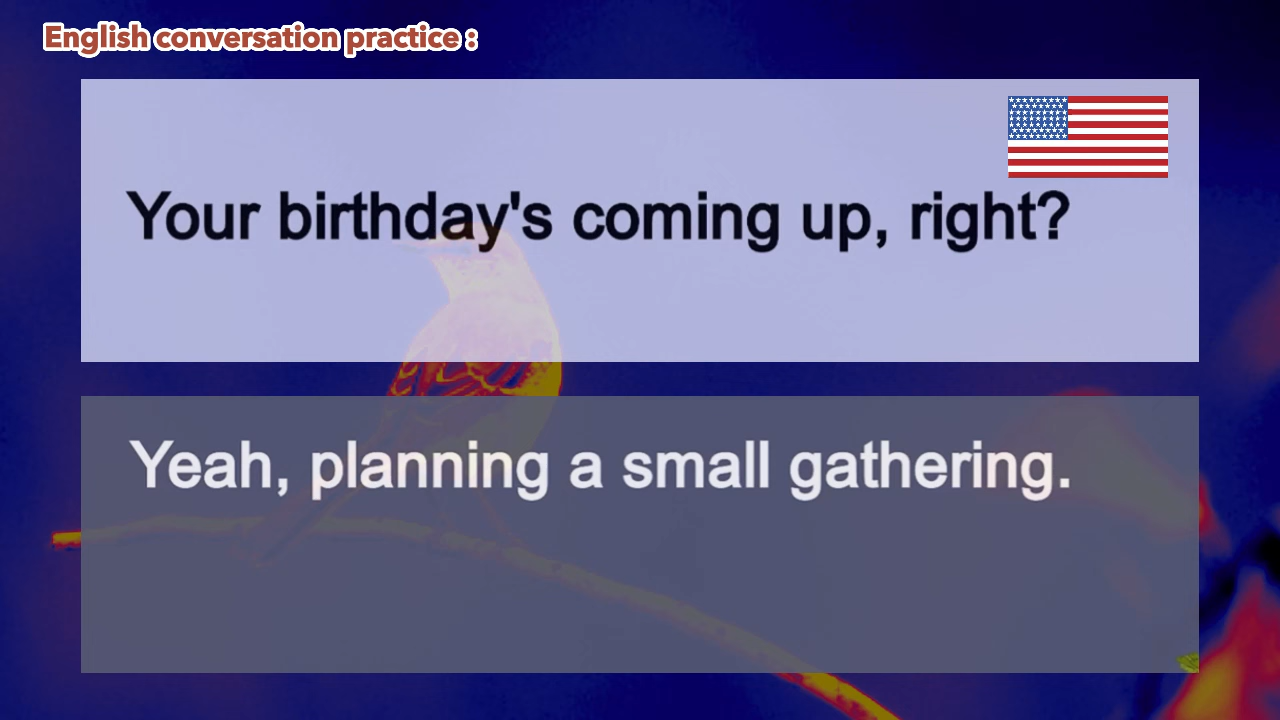 English conversation practice :
Your birthday's coming up, right?
Yeah, planning a small gathering.